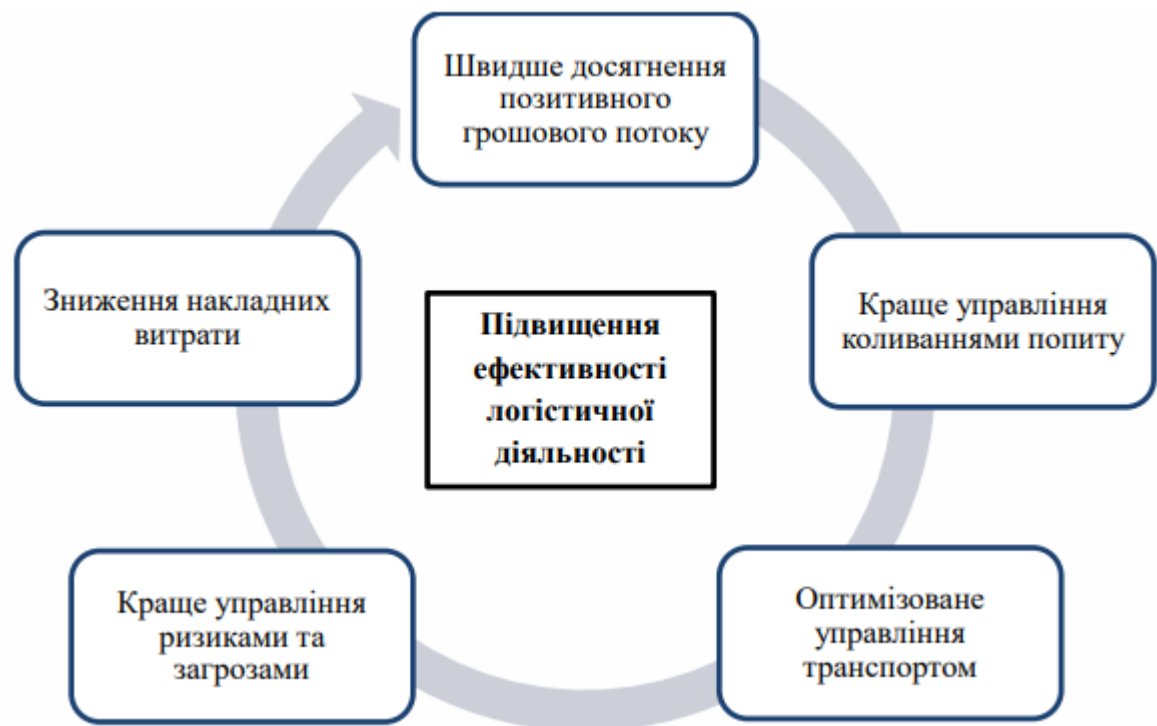 Швидше досягнення
позитивного
грошового потоку
Краще управління
коливаннями попиту
Оптимізоване
управління
транспортом
Краще управління
ризиками та
загрозами
Зниження накладних
витрати
Підвищення
ефективності
логістичної
діяльності